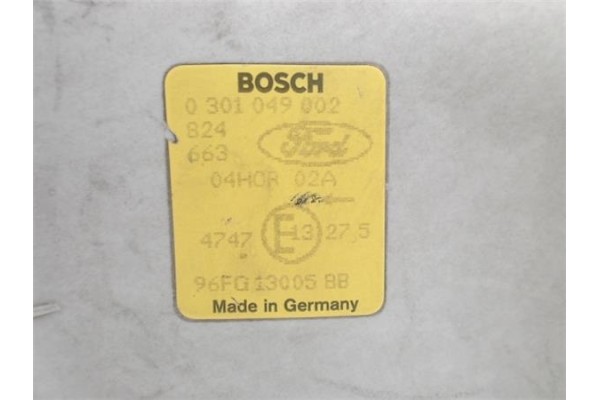 BOSCH
0 301 049 002
824
663
Ford
04HOR 02A
4747 E 13-27,5
96FG 13005 BB
Made in Germany